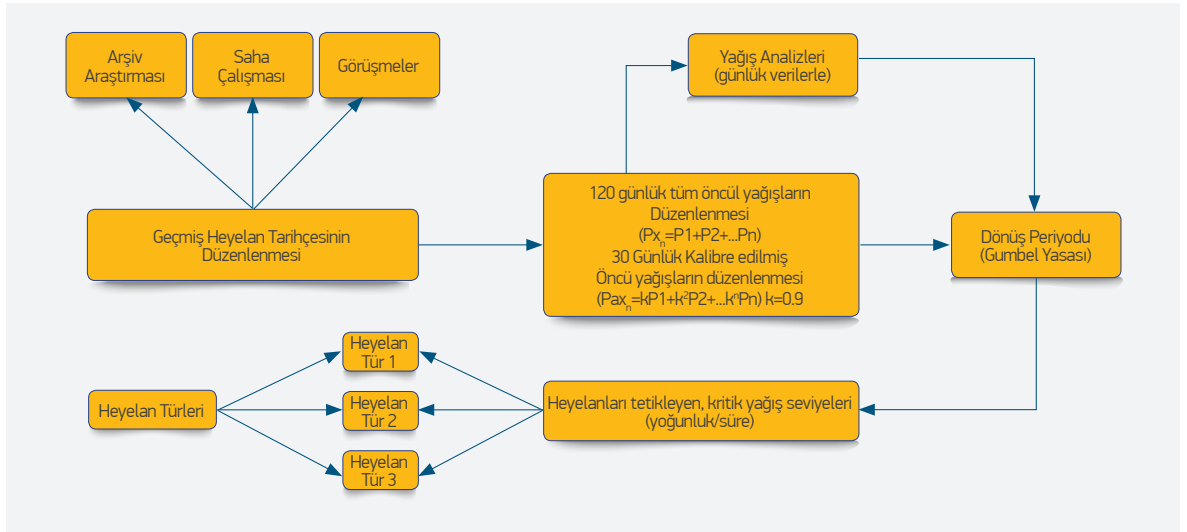 Arşiv
Araştırması
Saha
Çalışması
Görüşmeler
Yağış Analizleri
(günlük verilerle)
Geçmiş Heyelan Tarihçesinin
Düzenlenmesi
120 günlük tüm öncül yağışların
Düzenlenmesi
(Pxₙ=P1+P2+...Pn)
30 Günlük Kalibre edilmiş
Öncü yağışların düzenlenmesi
(Paxₙ=kP1+k²P2+...kⁿPn) k=0.9
Dönüş Periyodu
(Gumbel Yasası)
Heyelan Türleri
Heyelan
Tür 1
Heyelan
Tür 2
Heyelan
Tür 3
Heyelanları tetikleyen, kritik yağış seviyeleri
(yoğunluk/süre)